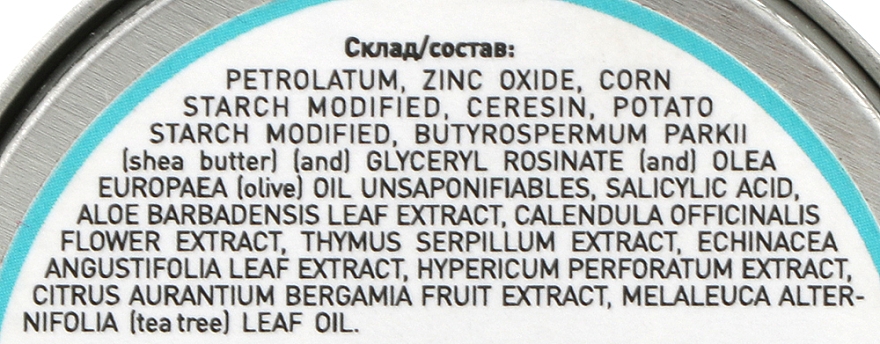 Склад/состав:
PETROLATUM, ZINC OXIDE, CORN
STARCH MODIFIED, CERESIN, POTATO
STARCH MODIFIED, BUTYROSPERMUM PARKII
(shea butter) (and) GLYCERYL ROSINATE (and) OLEA
EUROPAEA (olive) OIL UNSAPONIFIABLES, SALICYLIC ACID,
ALOE BARBADENSIS LEAF EXTRACT, CALENDULA OFFICINALIS
FLOWER EXTRACT, THYMUS SERPILLUM EXTRACT, ECHINACEA
ANGUSTIFOLIA LEAF EXTRACT, HYPERICUM PERFORATUM EXTRACT,
CITRUS AURANTIUM BERGAMIA FRUIT EXTRACT, MELALEUCA ALTER-
NIFOLIA (tea tree) LEAF OIL.